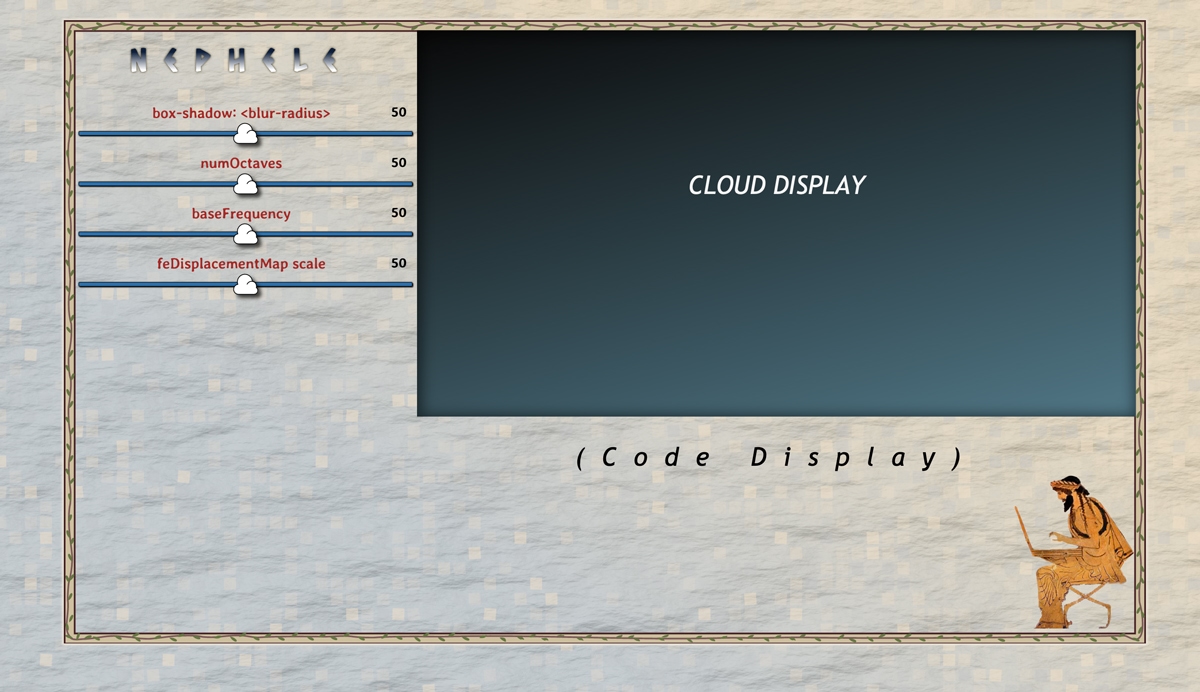 NEPHELE
box-shadow: <blur-radius> 50
numOctaves 50
baseFrequency 50
feDisplacementMap scale 50
CLOUD DISPLAY
(Code Display)